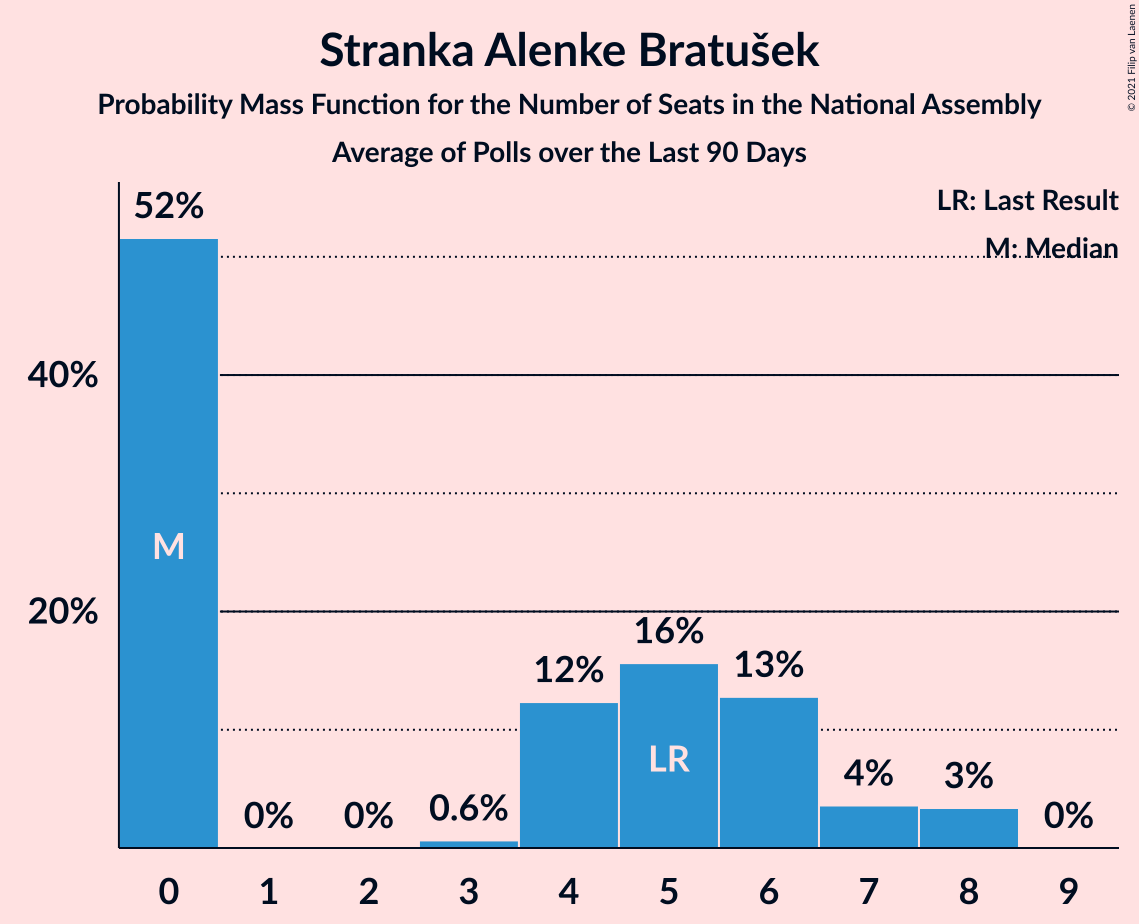 Stranka Alenke Bratušek
Probability Mass Function for the Number of Seats in the National Assembly
Average of Polls over the Last 90 Days
© 2021 Filip van Laenen
LR: Last Result
M: Median
52%
40%
20%
M
0%
0%
0.6%
12%
16%
LR
13%
4%
3%
0%
0 1 2 3 4 5 6 7 8 9